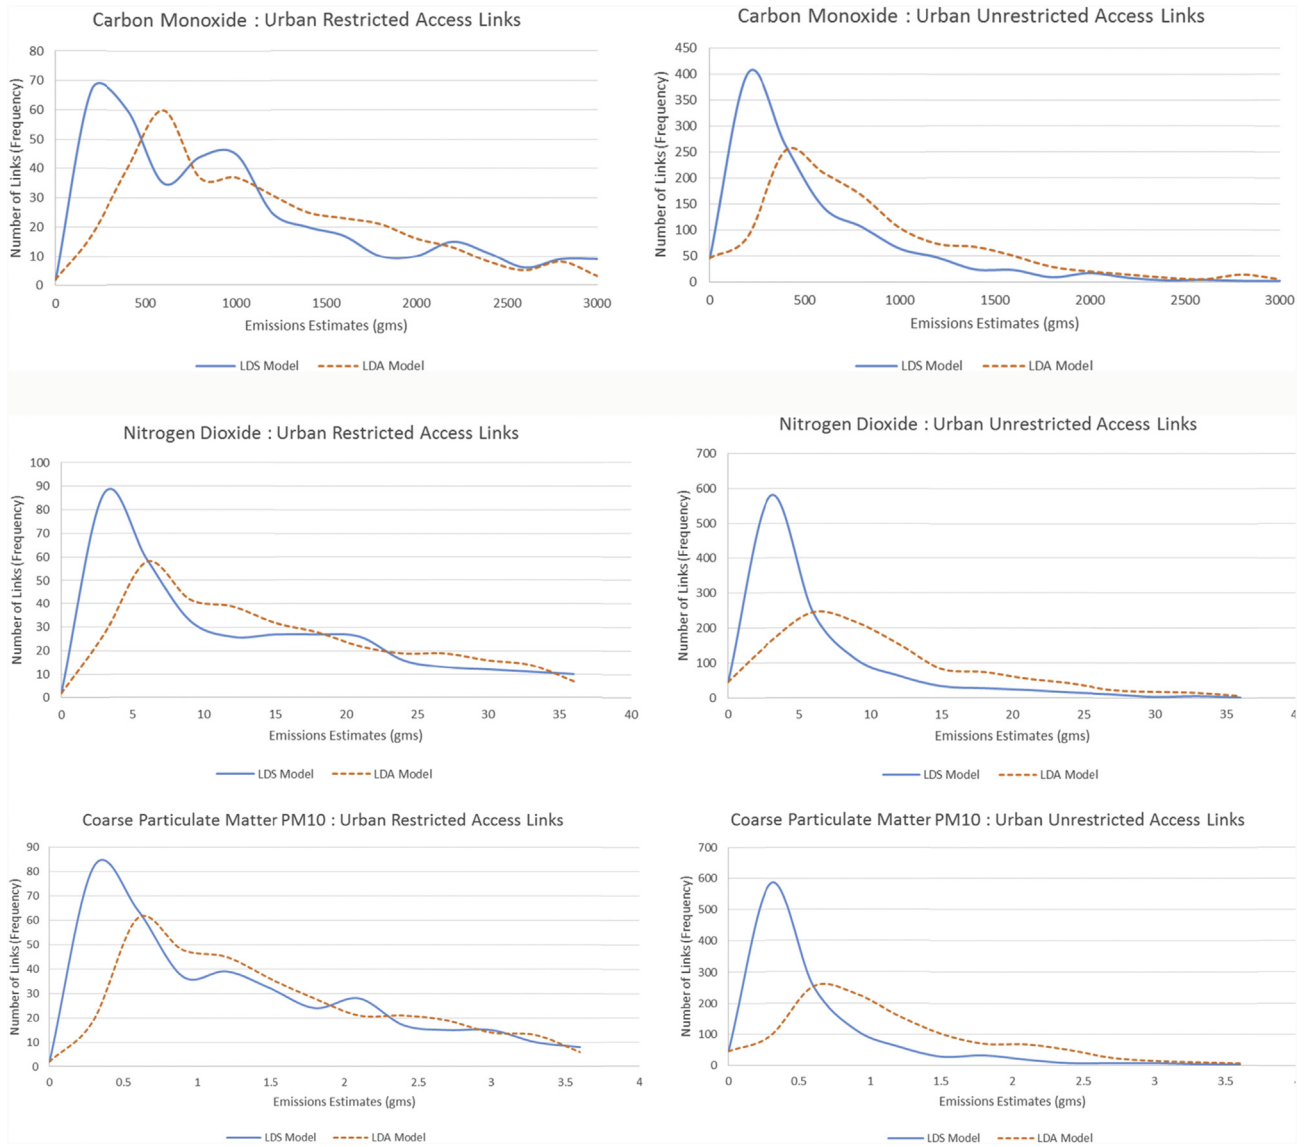 Carbon Monoxide : Urban Restricted Access Links
Number of Links (Frequency)
80
70
60
50
40
30
20
10
0
0 500 1000 1500 2000 2500 3000
Emissions Estimates (gms)
LDS Model LDA Model
Carbon Monoxide : Urban Unrestricted Access Links
Number of Links (Frequency)
450
400
350
300
250
200
150
100
50
0
0 500 1000 1500 2000 2500 3000
Emissions Estimates (gms)
LDS Model LDA Model
Nitrogen Dioxide : Urban Restricted Access Links
Number of Links (Frequency)
100
90
80
70
60
50
40
30
20
10
0
0 5 10 15 20 25 30 35 40
Emissions Estimates (gms)
LDS Model LDA Model
Nitrogen Dioxide : Urban Unrestricted Access Links
Number of Links (Frequency)
700
600
500
400
300
200
100
0
0 5 10 15 20 25 30 35 4
Emissions Estimates (gms)
LDS Model LDA Model
Coarse Particulate Matter PM10 : Urban Restricted Access Links
Number of Links (Frequency)
90
80
70
60
50
40
30
20
10
0
0 0.5 1 1.5 2 2.5 3 3.5 4
Emissions Estimates (gms)
LDS Model LDA Model
Coarse Particulate Matter PM10 : Urban Unrestricted Access Links
Number of Links (Frequency)
700
600
500
400
300
200
100
0
0 0.5 1 1.5 2 2.5 3 3.5 4
Emissions Estimates (gms)
LDS Model LDA Model